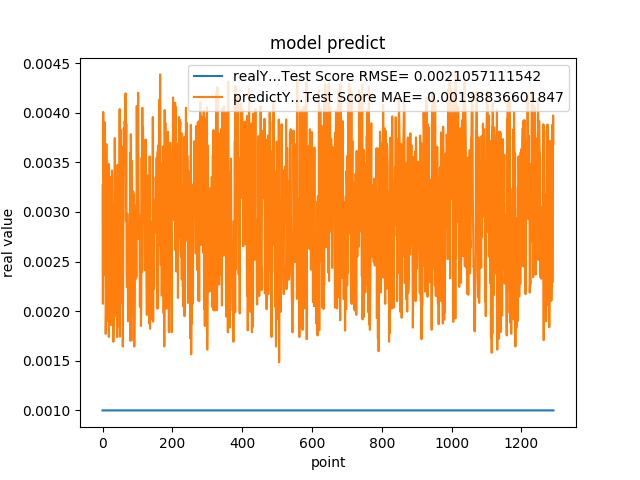 model predict
realY...Test Score RMSE= 0.0021057111542
predictY...Test Score MAE= 0.00198836601847
0.0045
0.0040
0.0035
0.0030
0.0025
0.0020
0.0015
0.0010
real value
0 200 400 600 800 1000 1200
point